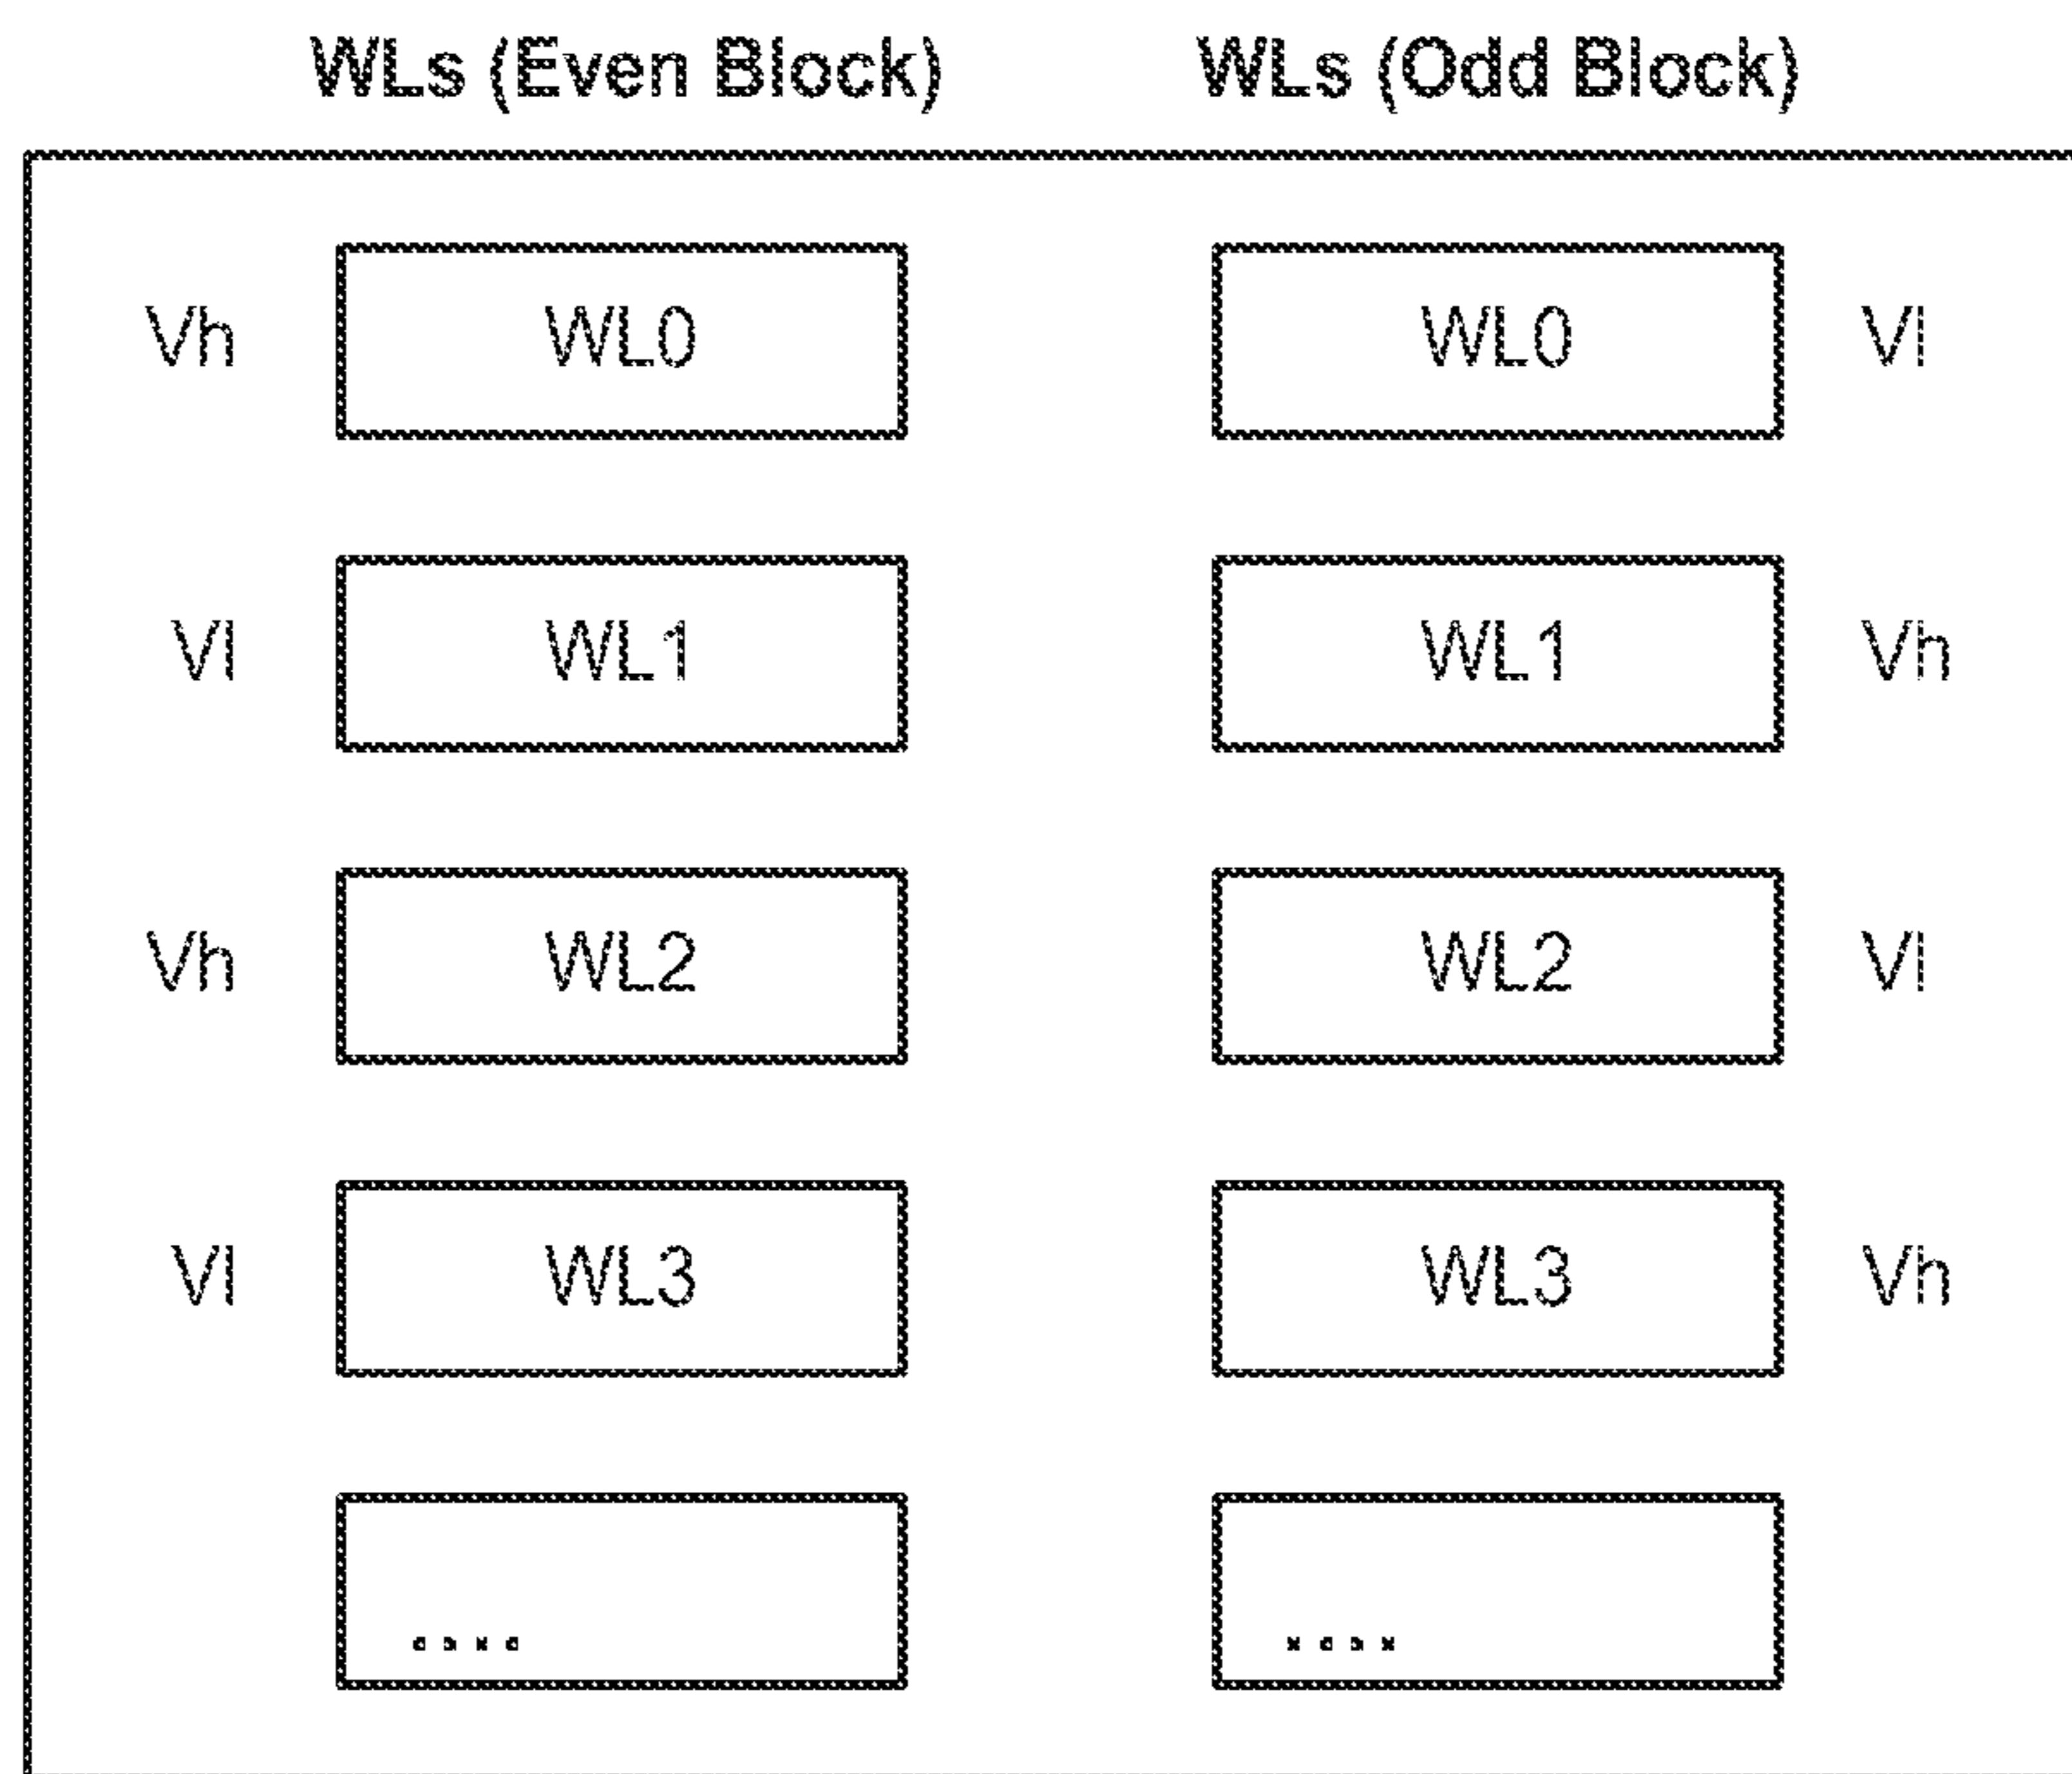 WLs (Even Block) WLs (Odd Block)
Vh WL0 WL0 Vl
Vl WL1 WL1 Vh
Vh WL2 WL2 Vl
Vl WL3 WL3 Vh
.... ....